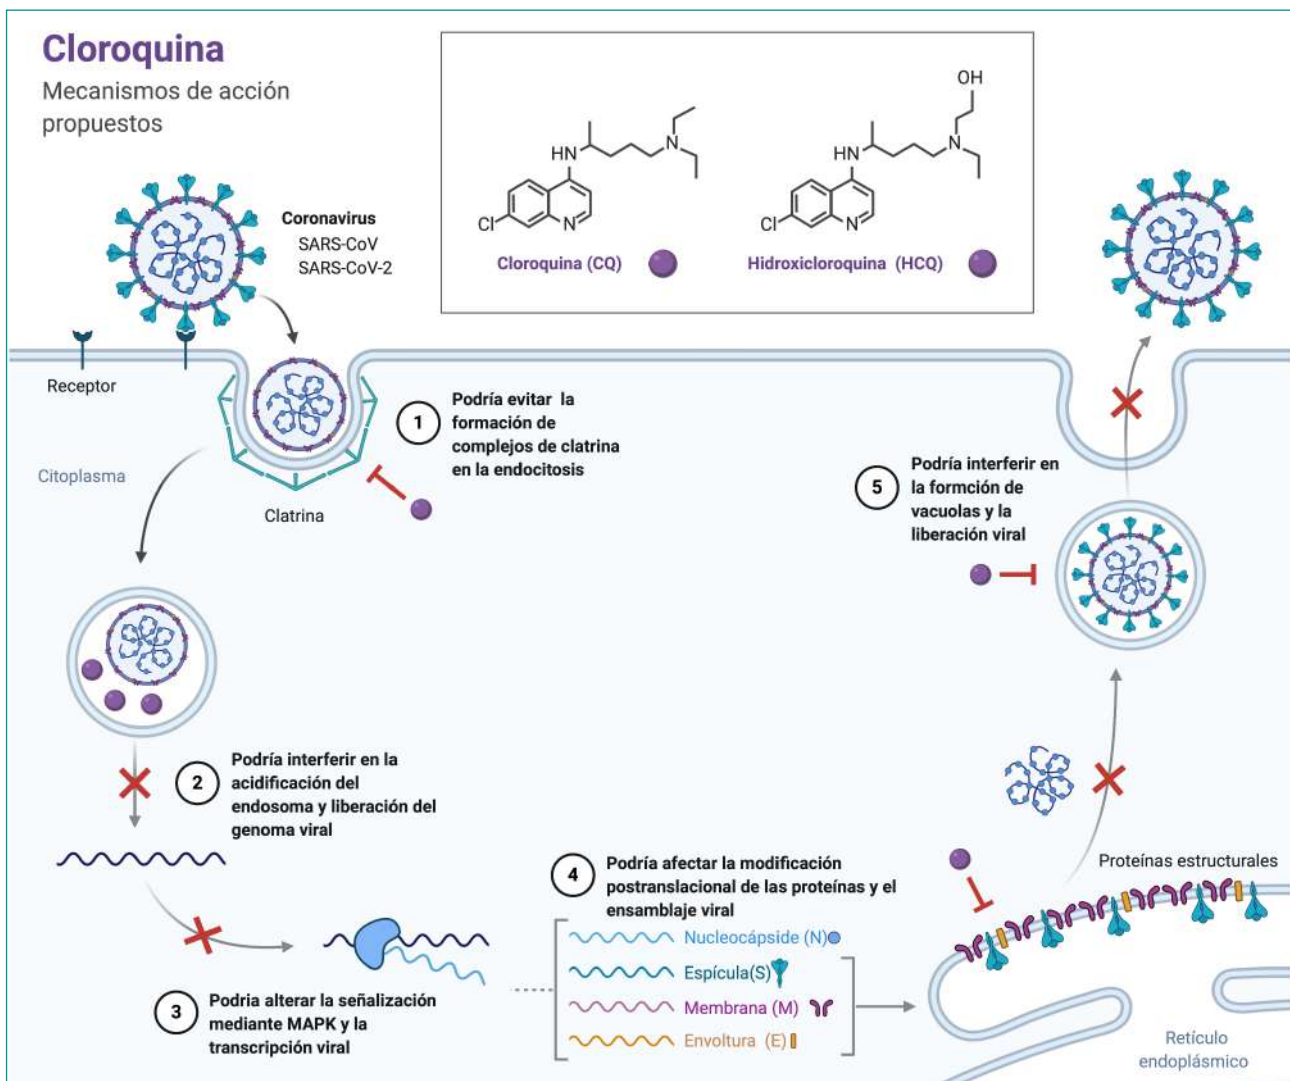 Cloroquina
Mecanismos de acción
propuestos
OH
HN
N
Cl
N
Cloroquina (CQ)
HN
N
Cl
N
Hidroxicloroquina (HCQ)
Coronavirus
SARS-CoV
SARS-CoV-2
Receptor
Citoplasma
Clatrina
1
Podría evitar la
formación de
complejos de clatrina
en la endocitosis
2
Podría interferir en la
acidificación del
endosoma y liberación del
genoma viral
3
Podria alterar la señalización
mediante MAPK y la
transcripción viral
4
Podría afectar la modificación
postranslacional de las proteínas y el
ensamblaje viral
Nucleocápside (N)
Espícula(S)
Membrana (M)
Envoltura (E)
5
Podría interferir en
la formción de
vacuolas y la
liberación viral
Proteínas estructurales
Retículo
endoplásmico